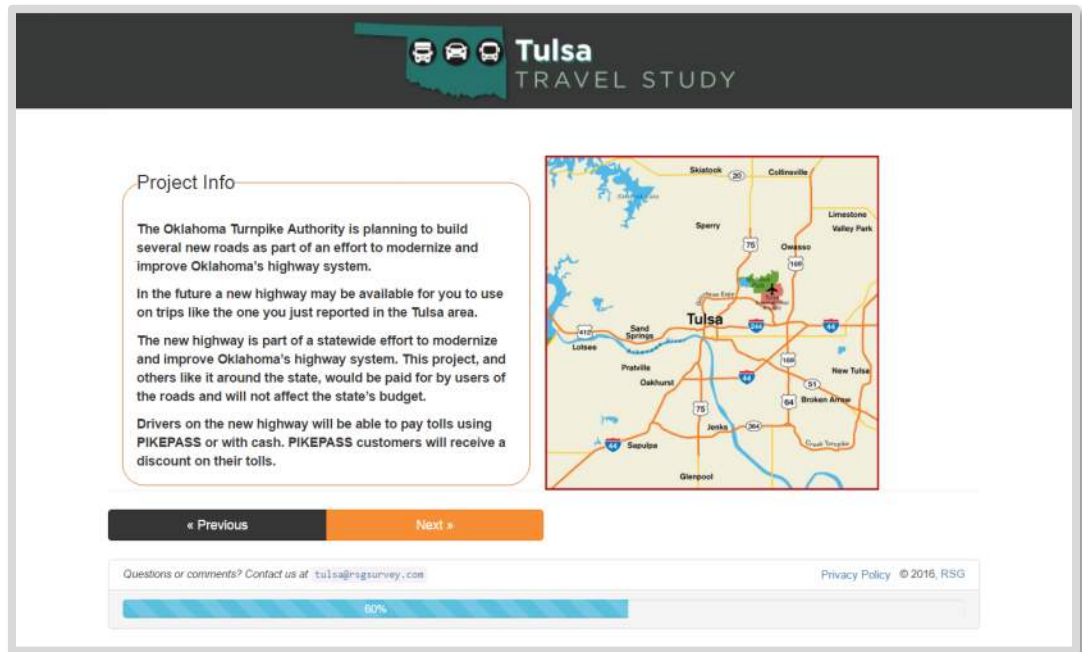 Tulsa
TRAVEL STUDY
Project Info
The Oklahoma Turnpike Authority is planning to build
several new roads as part of an effort to modernize and
improve Oklahoma's highway system.
In the future a new highway may be available for you to use
on trips like the one you just reported in the Tulsa area.
The new highway is part of a statewide effort to modernize
and improve Oklahoma's highway system. This project, and
others like it around the state, would be paid for by users of
the roads and will not affect the state's budget.
Drivers on the new highway will be able to pay tolls using
PIKEPASS or with cash. PIKEPASS customers will receive a
discount on their tolls.
Skiatook
20
Collinsville
Limestone
Valley Park
Sperry
75
Owasso
169
Tulsa
412
Sand
Springs
244
44
Lotsee
Prattville
Oakhurst
44
169
New Tulsa
51
75
64
Broken Arrow
Jenks
364
44
Sapulpa
Creek Turnpike
Glenpool
« Previous
Next »
Questions or comments? Contact us at tulsa@rsgsurvey.com
Privacy Policy © 2016, RSG
60%